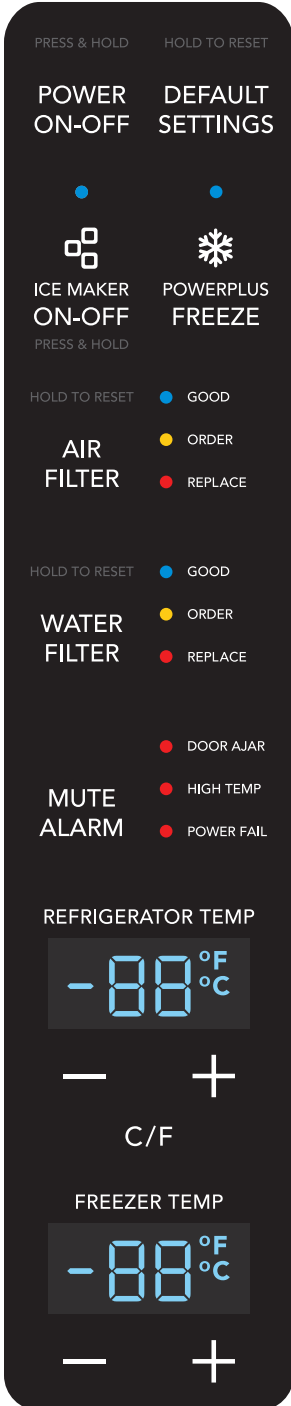 PRESS & HOLD HOLD TO RESET
POWER DEFAULT
ON-OFF SETTINGS
ICE MAKER POWERPLUS
ON-OFF FREEZE
PRESS & HOLD
HOLD TO RESET
GOOD
AIR
FILTER
ORDER
REPLACE
HOLD TO RESET
GOOD
WATER
FILTER
ORDER
REPLACE
MUTE
ALARM
DOOR AJAR
HIGH TEMP
POWER FAIL
REFRIGERATOR TEMP
-88 °F
°C
− +
C/F
FREEZER TEMP
-88 °F
°C
− +